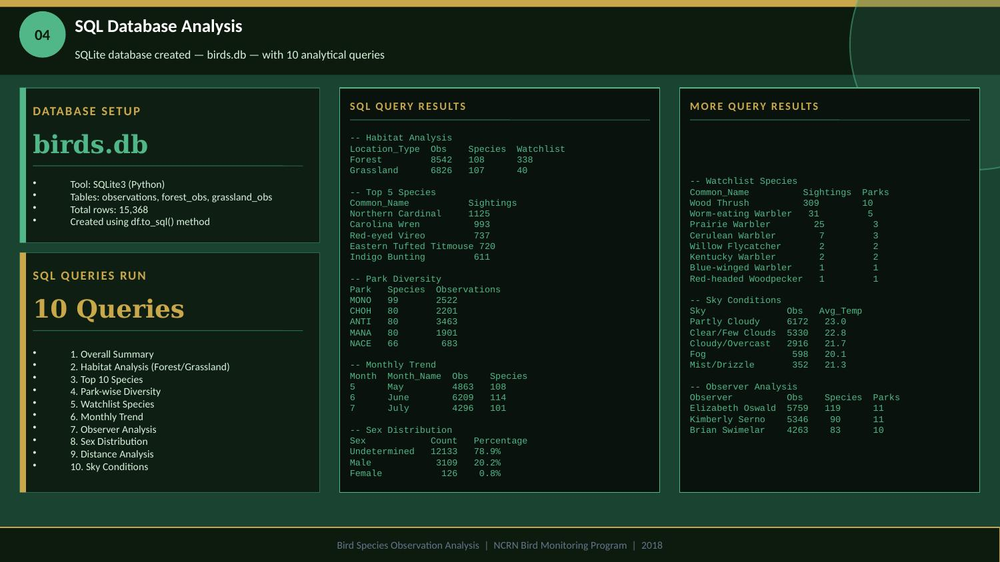 04
SQL Database Analysis
SQLite database created — birds.db — with 10 analytical queries
DATABASE SETUP
birds.db
• Tool: SQLite3 (Python)
• Tables: observations, forest_obs, grassland_obs
• Total rows: 15,368
• Created using df.to_sql() method
SQL QUERIES RUN
10 Queries
• 1. Overall Summary
• 2. Habitat Analysis (Forest/Grassland)
• 3. Top 10 Species
• 4. Park-wise Diversity
• 5. Watchlist Species
• 6. Monthly Trend
• 7. Observer Analysis
• 8. Sex Distribution
• 9. Distance Analysis
• 10. Sky Conditions
SQL QUERY RESULTS
-- Habitat Analysis
Location_Type  Obs    Species  Watchlist
Forest         8542   108      338
Grassland      6826   107      40
-- Top 5 Species
Common_Name           Sightings
Northern Cardinal     1125
Carolina Wren          993
Red-eyed Vireo         737
Eastern Tufted Titmouse 720
Indigo Bunting         611
-- Park Diversity
Park   Species  Observations
MONO   99       2522
CHOH   80       2201
ANTI   80       3463
MANA   80       1901
NACE   66        683
-- Monthly Trend
Month  Month_Name  Obs    Species
5      May         4863   108
6      June        6209   114
7      July        4296   101
-- Sex Distribution
Sex            Count   Percentage
Undetermined   12133   78.9%
Male            3109   20.2%
Female           126    0.8%
MORE QUERY RESULTS
-- Watchlist Species
Common_Name          Sightings  Parks
Wood Thrush          309        10
Worm-eating Warbler   31         5
Prairie Warbler        25         3
Cerulean Warbler        7         3
Willow Flycatcher       2         2
Kentucky Warbler        2         2
Blue-winged Warbler     1         1
Red-headed Woodpecker   1         1
-- Sky Conditions
Sky               Obs   Avg_Temp
Partly Cloudy     6172   23.0
Clear/Few Clouds  5330   22.8
Cloudy/Overcast   2916   21.7
Fog                598   20.1
Mist/Drizzle       352   21.3
-- Observer Analysis
Observer          Obs    Species  Parks
Elizabeth Oswald  5759   119      11
Kimberly Serno    5346    90      11
Brian Swimelar    4263    83      10
Bird Species Observation Analysis | NCRN Bird Monitoring Program | 2018